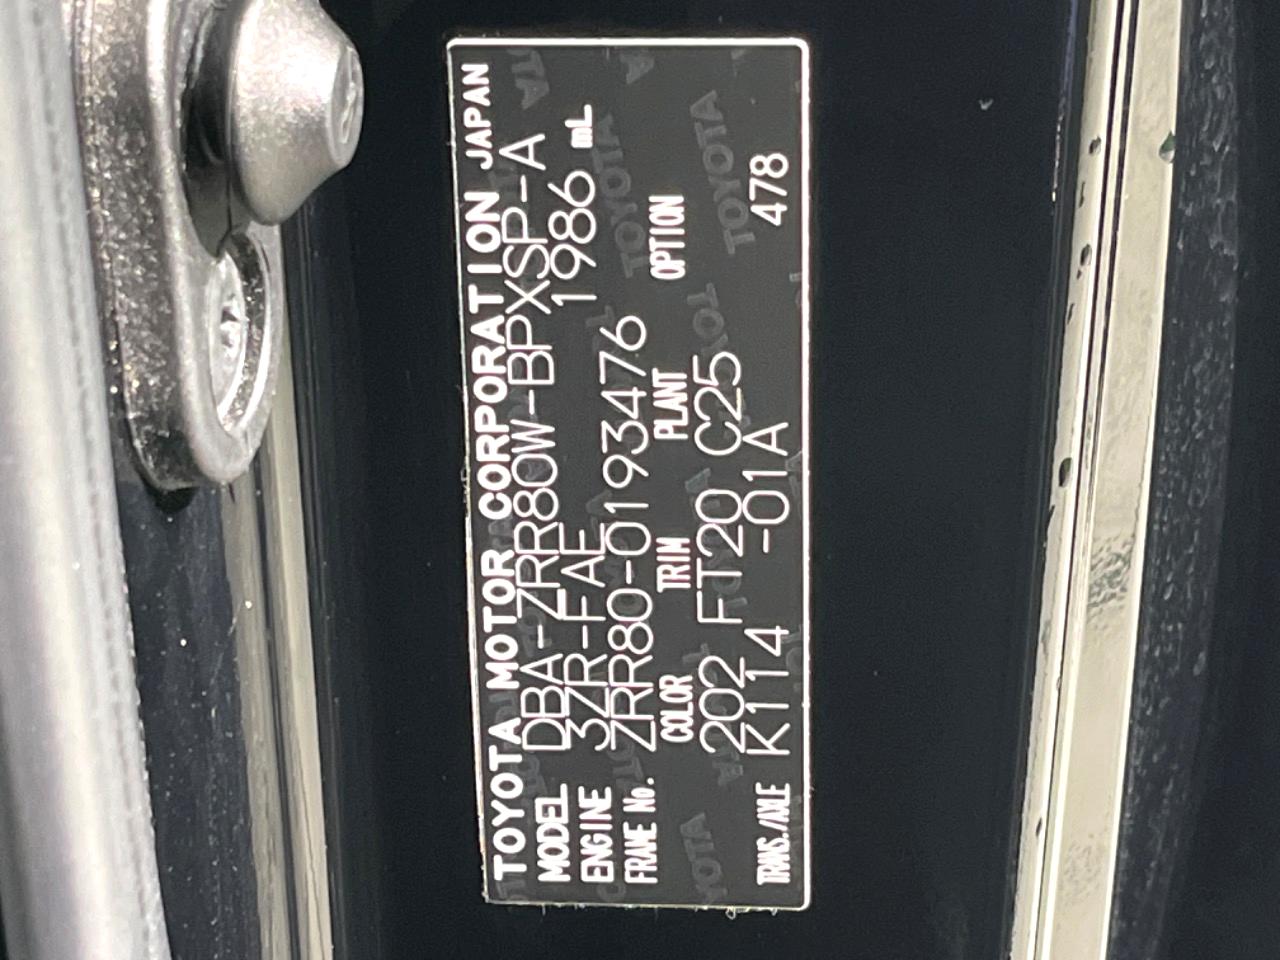 TOYOTA MOTOR CORPORATION JAPAN
MODEL DBA-ZRR80W-BPXSP-A
ENGINE 3ZR-FAE 1986 mL
FRAME No. ZRR80-0193476
COLOR TRIM PLANT OPTION
202 FT20 C25
TRANS./AXLE K114 -01A 478